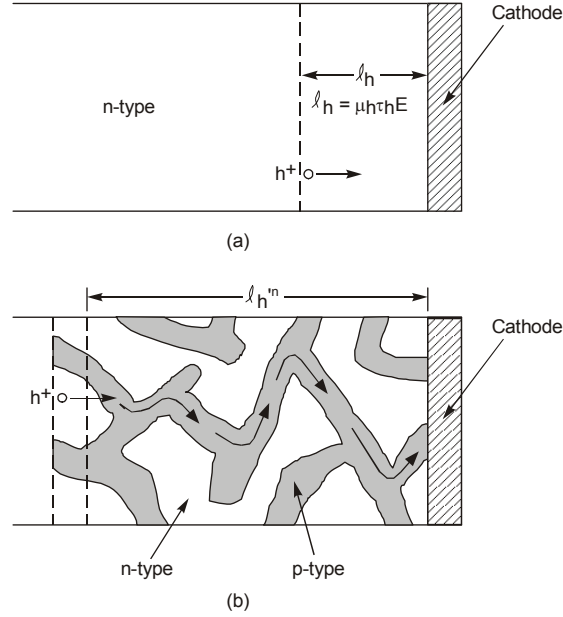 Cathode
ℓh
ℓh = μhτhE
n-type
h+
(a)
ℓh'n
Cathode
h+
n-type
p-type
(b)